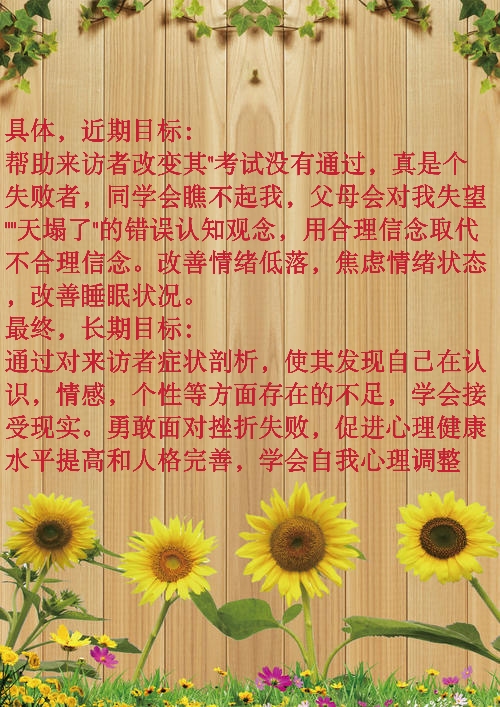 具体，近期目标：
帮助来访者改变其"考试没有通过，真是个
失败者，同学会瞧不起我，父母会对我失望
""天塌了"的错误认知观念，用合理信念取代
不合理信念。改善情绪低落，焦虑情绪状态
，改善睡眠状况。
最终，长期目标：
通过对来访者症状剖析，使其发现自己在认
识，情感，个性等方面存在的不足，学会接
受现实。勇敢面对挫折失败，促进心理健康
水平提高和人格完善，学会自我心理调整